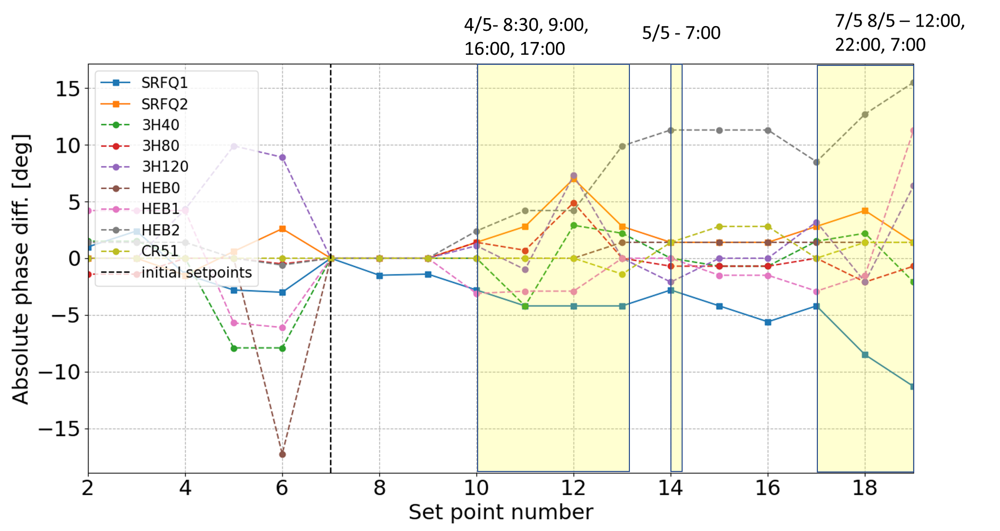 4/5- 8:30, 9:00,
16:00, 17:00
5/5 - 7:00
7/5 8/5 – 12:00,
22:00, 7:00
SRFQ1
SRFQ2
3H40
3H80
3H120
HEB0
HEB1
HEB2
CR51
initial setpoints
Absolute phase diff. [deg]
15
10
5
0
−5
−10
−15
2 4 6 8 10 12 14 16 18
Set point number